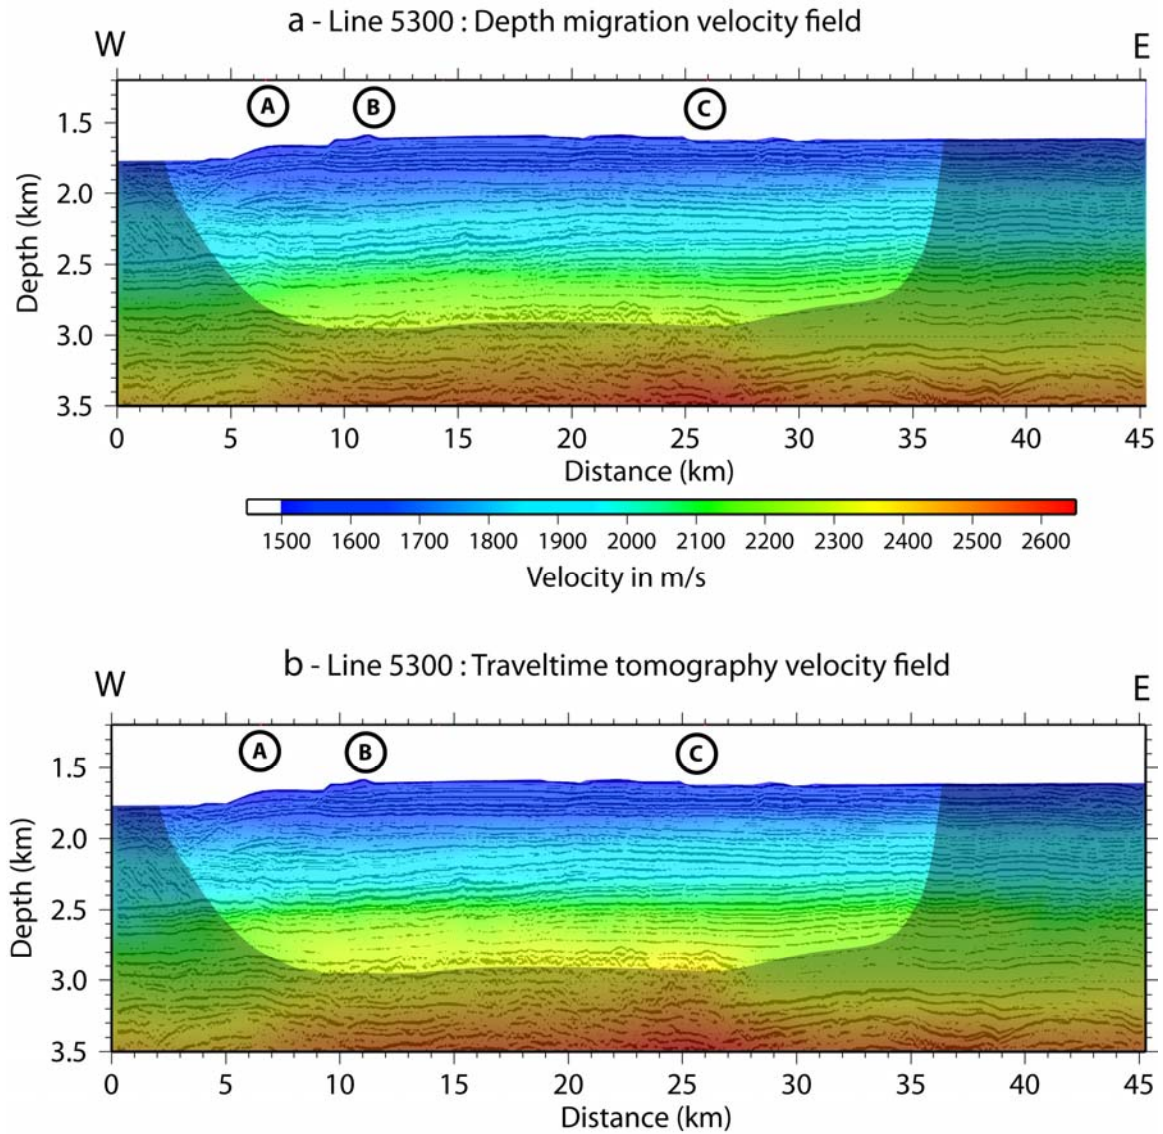 a - Line 5300 : Depth migration velocity field
W E
A B C
1.5
2.0
2.5
3.0
3.5
Depth (km)
0 5 10 15 20 25 30 35 40 45
Distance (km)
1500 1600 1700 1800 1900 2000 2100 2200 2300 2400 2500 2600
Velocity in m/s
b - Line 5300 : Traveltime tomography velocity field
W E
A B C
1.5
2.0
2.5
3.0
3.5
Depth (km)
0 5 10 15 20 25 30 35 40 45
Distance (km)